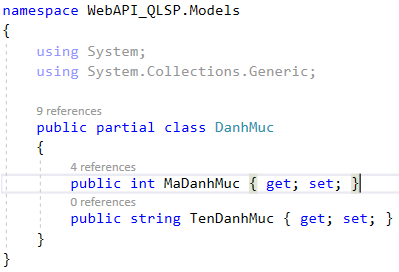 namespace WebAPI_QLSP.Models
{
using System;
using System.Collections.Generic;
9 references
public partial class DanhMuc
{
4 references
public int MaDanhMuc { get; set; }
0 references
public string TenDanhMuc { get; set; }
}
}